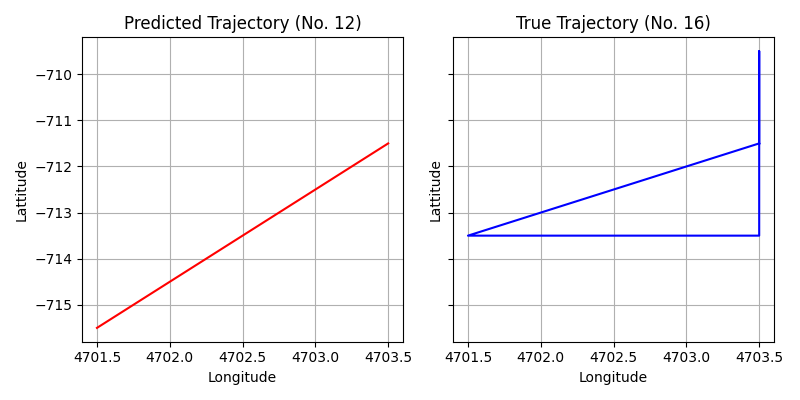 Predicted Trajectory (No. 12)
True Trajectory (No. 16)
−710
−711
−712
−713
−714
−715
Lattitude
Lattitude
4701.5 4702.0 4702.5 4703.0 4703.5
4701.5 4702.0 4702.5 4703.0 4703.5
Longitude
Longitude